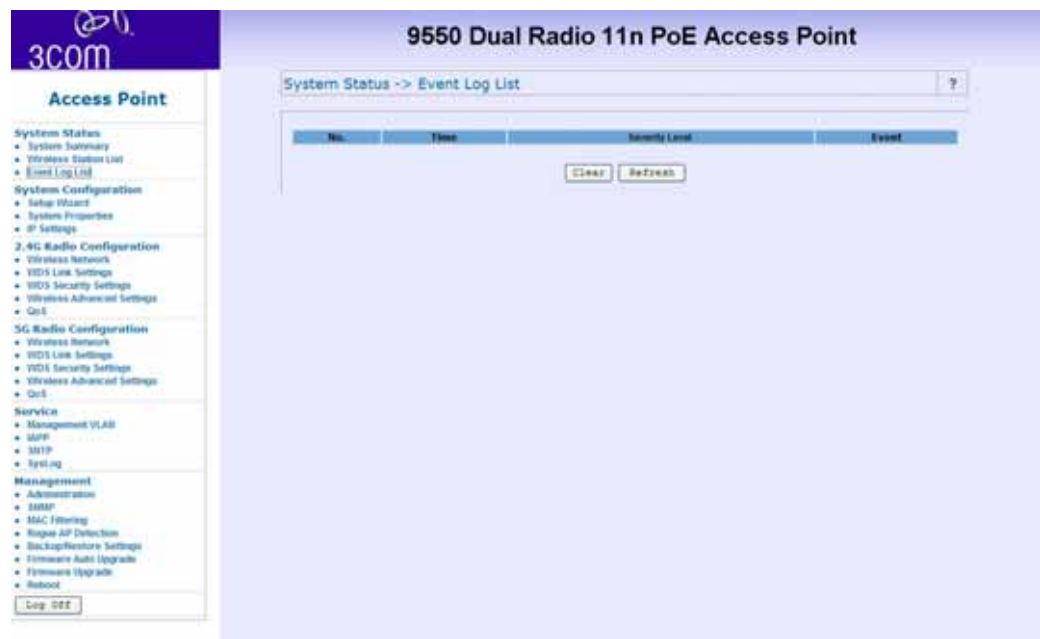 3com
9550 Dual Radio 11n PoE Access Point
Access Point
System Status
System Summary
Wireless Station List
Event Log List
System Configuration
Setup Wizard
System Properties
IP Settings
2.4G Radio Configuration
Wireless Network
WDS Link Settings
WDS Security Settings
Wireless Advanced Settings
QoS
5G Radio Configuration
Wireless Network
WDS Link Settings
WDS Security Settings
Wireless Advanced Settings
QoS
Service
Management VLAN
IAPP
SNTP
SysLog
Management
Administration
SNMP
MAC Filtering
Rogue AP Detection
Backup/Restore Settings
Firmware Auto Upgrade
Firmware Upgrade
Reboot
Log Off
System Status -> Event Log List ?
No. Time Severity Level Event
Clear Refresh